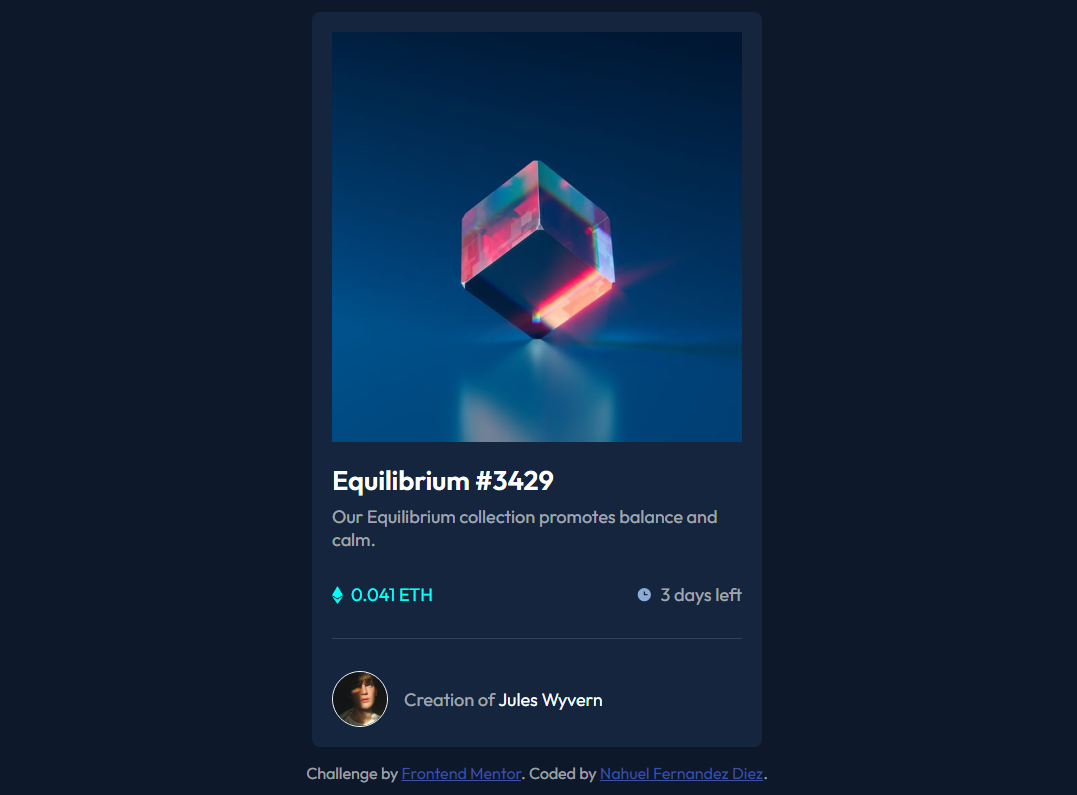 Equilibrium #3429
Our Equilibrium collection promotes balance and
calm.
0.041 ETH
3 days left
Creation of Jules Wyvern
Challenge by Frontend Mentor. Coded by Nahuel Fernandez Diez.